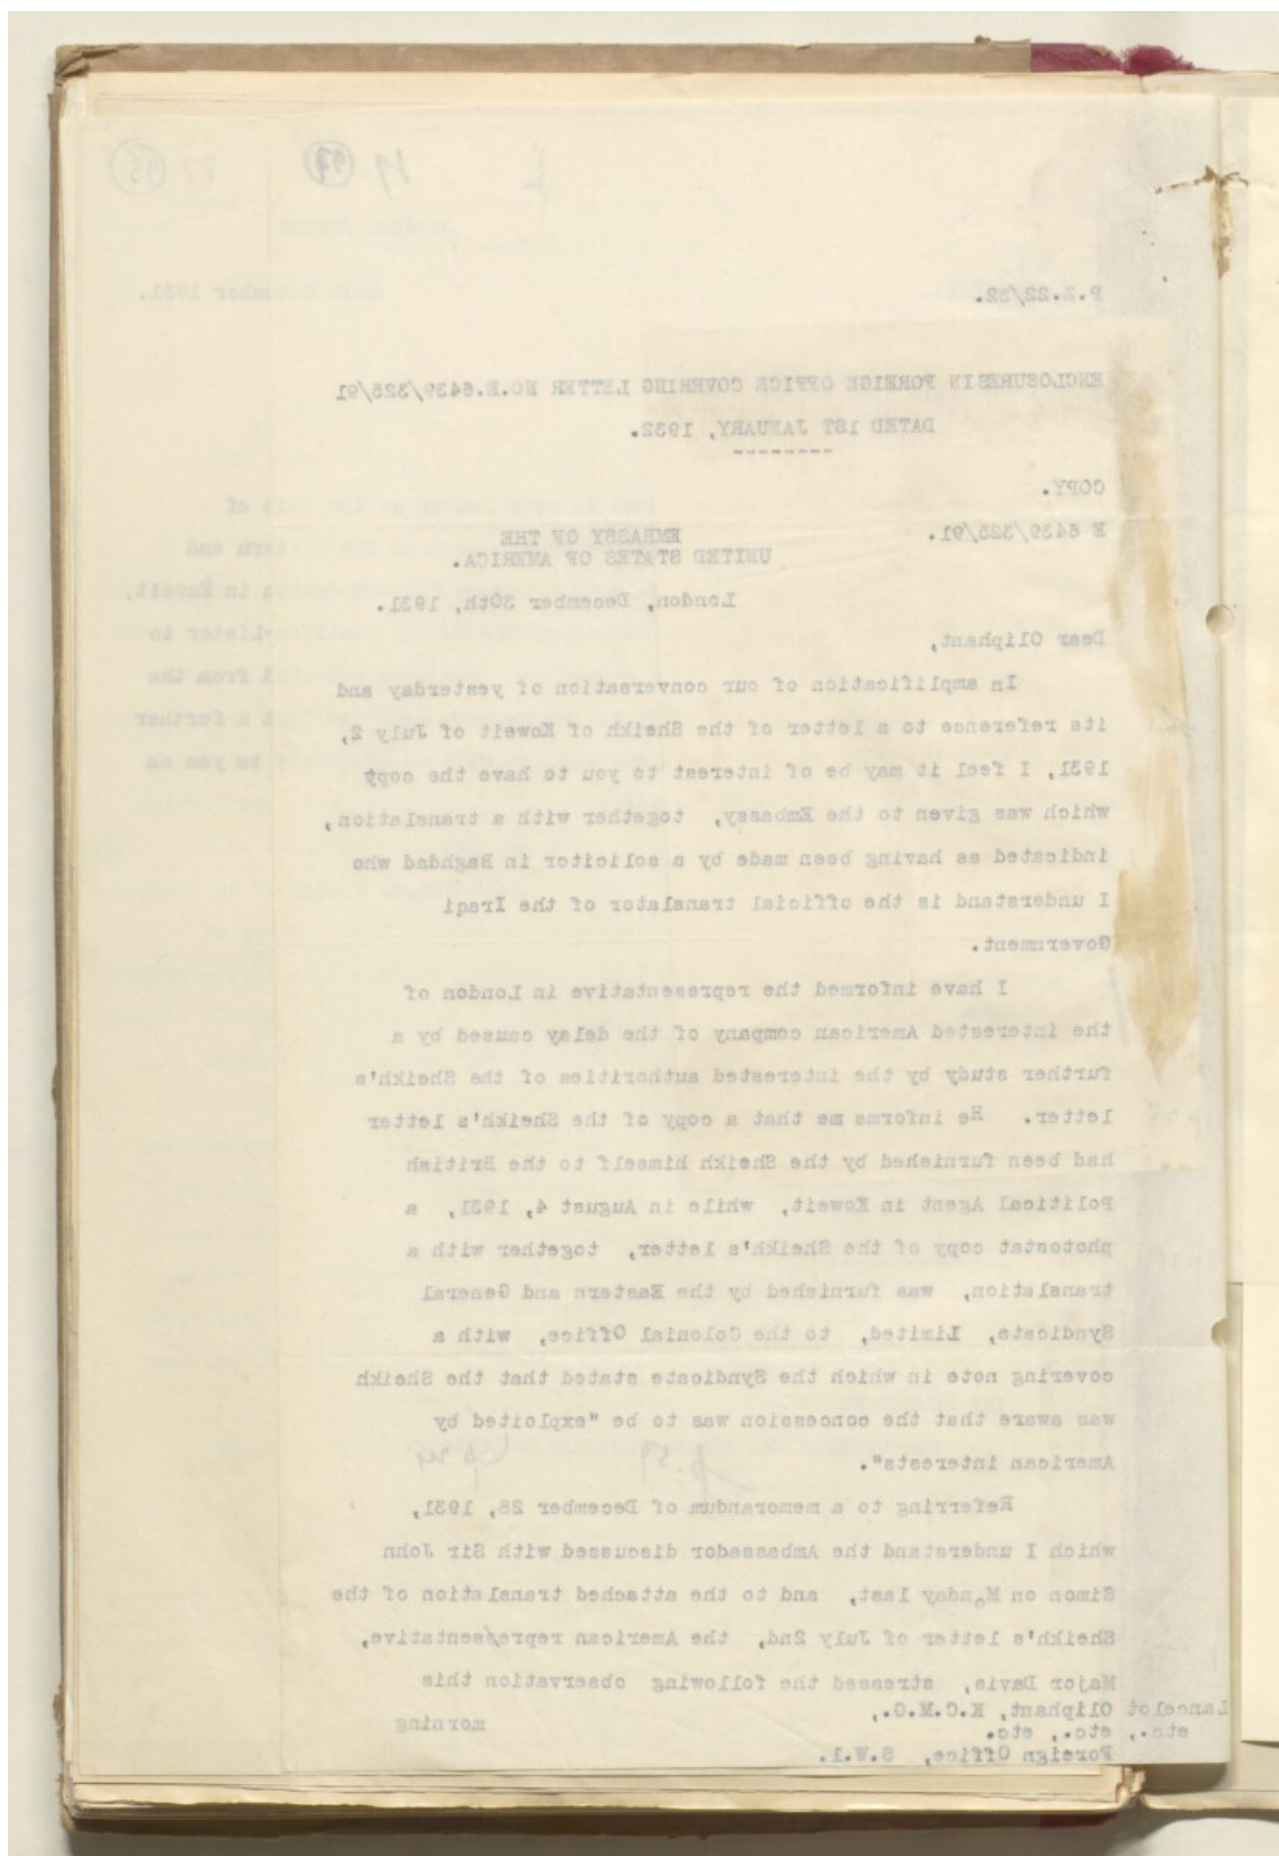 P.Z.22/32.
ENCLOSURESIN FOREIGN OFFICE COVERING LETTER NO.E.6439/325/91
DATED 1ST JANUARY, 1932.
---------
COPY.
E 6439/325/91.
EMBASSY OF THE
UNITED STATES OF AMERICA.
London, December 30th, 1931.
Dear Oliphant,
In amplification of our conversation of yesterday and
its reference to a letter of the Sheikh of Koweit of July 2,
1931, I feel it may be of interest to you to have the copy
which was given to the Embassy, together with a translation,
indicated as having been made by a solicitor in Baghdad who
I understand is the official translator of the Iraqi
Government.
I have informed the representative in London of
the interested American company of the delay caused by a
further study by the interested authorities of the Sheikh's
letter. He informs me that a copy of the Sheikh's letter
had been furnished by the Sheikh himself to the British
Political Agent in Koweit, while in August 4, 1931, a
photostat copy of the Sheikh's letter, together with a
translation, was furnished by the Eastern and General
Syndicate, Limited, to the Colonial Office, with a
covering note in which the Syndicate stated that the Sheikh
was aware that the concession was to be "exploited by
American interests".
p.59
Referring to a memorandum of December 28, 1931,
which I understand the Ambassador discussed with Sir John
Simon on Monday last, and to the attached translation of the
Sheikh's letter of July 2nd, the American representative,
Major Davis, stressed the following observation this
morning
Lancelot Oliphant, K.C.M.G.,
etc., etc., etc.
Foreign Office, S.W.1.